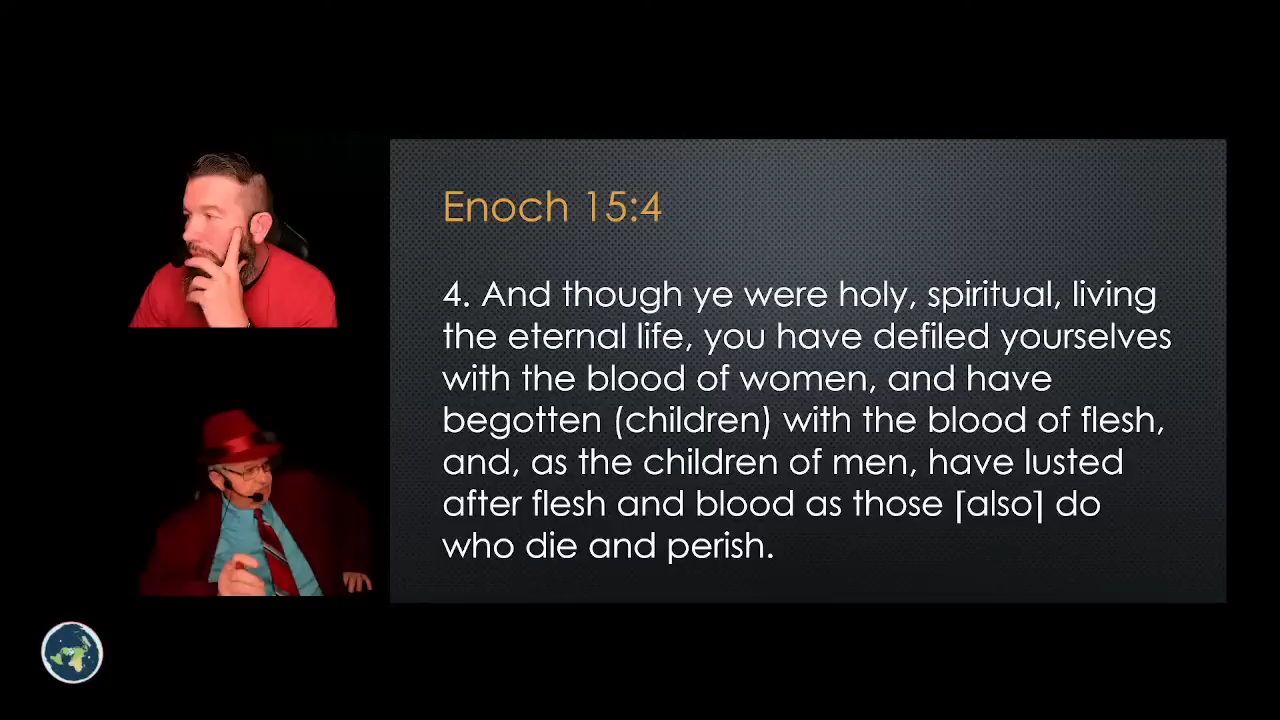 Enoch 15:4
4. And though ye were holy, spiritual, living
the eternal life, you have defiled yourselves
with the blood of women, and have
begotten (children) with the blood of flesh,
and, as the children of men, have lusted
after flesh and blood as those [also] do
who die and perish.